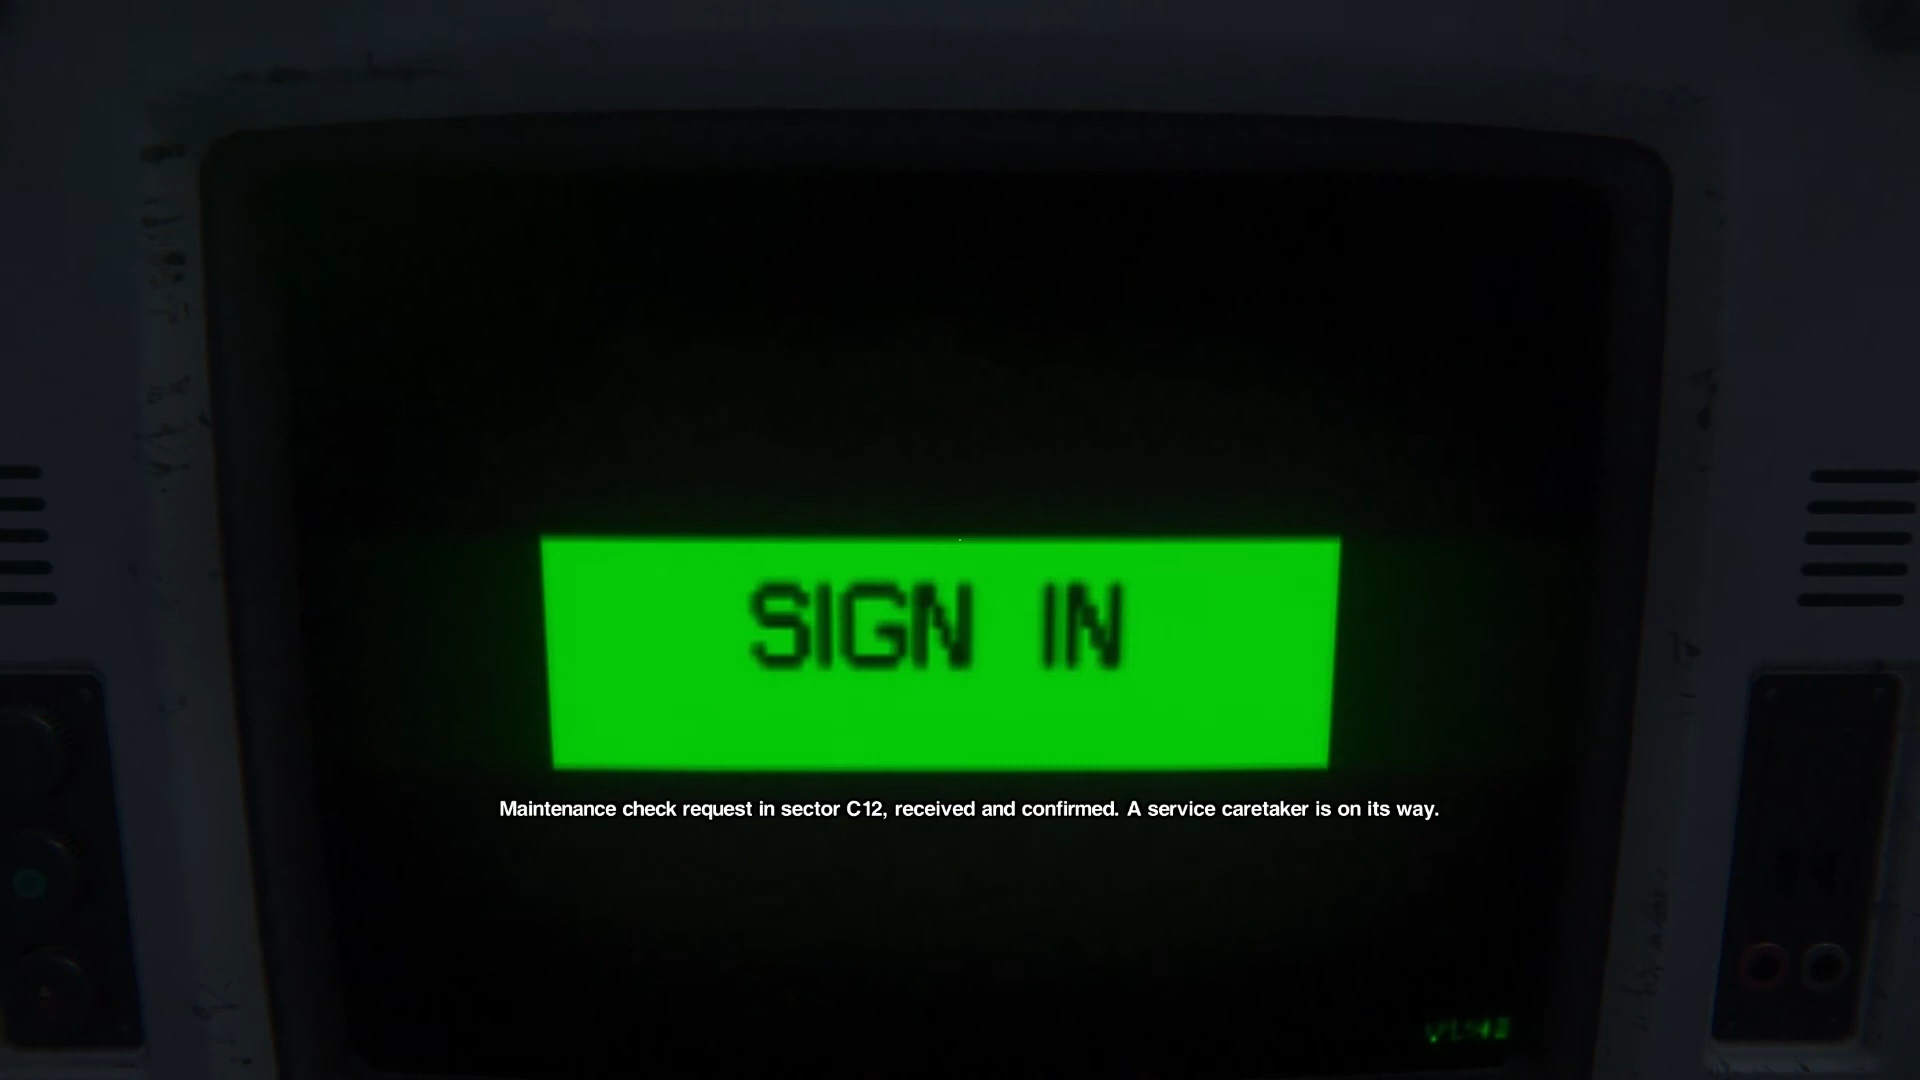 SIGN IN
Maintenance check request in sector C12, received and confirmed. A service caretaker is on its way.